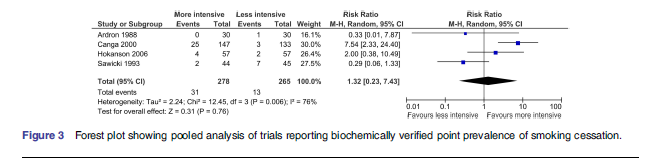 More intensive Less intensive Risk Ratio Risk Ratio
Study or Subgroup Events Total Events Total Weight M-H, Random, 95% CI M-H, Random, 95% CI
Ardron 1988 0 30 1 30 16.1% 0.33 [0.01, 7.87]
Canga 2000 25 147 3 133 30.0% 7.54 [2.33, 24.40]
Hokanson 2006 4 57 2 57 26.5% 2.00 [0.38, 10.49]
Sawicki 1993 2 44 7 45 27.5% 0.29 [0.06, 1.33]
Total (95% CI) 278 265 100.0% 1.32 [0.23, 7.43]
Total events 31 13
Heterogeneity: Tau² = 2.24; Chi² = 12.45, df = 3 (P = 0.006); I² = 76%
Test for overall effect: Z = 0.31 (P = 0.76)
0.01 0.1 1 10 100
Favours less intensive Favours more intensive
Figure 3 Forest plot showing pooled analysis of trials reporting biochemically verified point prevalence of smoking cessation.